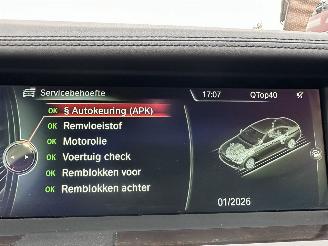 Servicebehoefte 17:07 QTop40
OK § Autokeuring (APK)
OK Remvloeistof
OK Motorolie
OK Voertuig check
OK Remblokken voor
OK Remblokken achter
01/2026